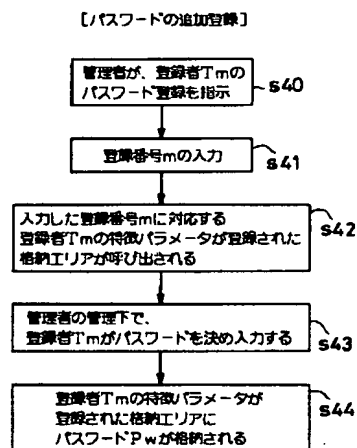 [パスワードの追加登録]
管理者が、登録者Tmの
パスワード登録を指示
s40
登録番号mの入力
s41
入力した登録番号mに対応する
登録者Tmの特徴パラメータが登録された
格納エリアが呼び出される
s42
管理者の管理下で、
登録者Tmがパスワードを決め入力する
s43
登録者Tmの特徴パラメータが
登録された格納エリアに
パスワードPwが格納される
s44